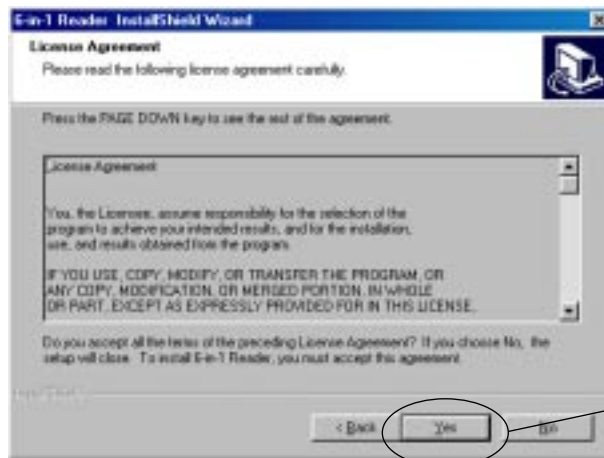 6-in-1 Reader InstallShield Wizard
License Agreement
Please read the following license agreement carefully.
Press the PAGE DOWN key to see the rest of the agreement.
License Agreement
You, the Licensee, assume responsibility for the selection of the
program to achieve your intended results, and for the installation,
use, and results obtained from the program.
IF YOU USE, COPY, MODIFY, OR TRANSFER THE PROGRAM, OR
ANY COPY, MODIFICATION, OR MERGED PORTION, IN WHOLE
OR PART, EXCEPT AS EXPRESSLY PROVIDED FOR IN THIS LICENSE,
Do you accept all the terms of the preceding License Agreement? If you choose No, the
setup will close. To install 6-in-1 Reader, you must accept this agreement.
< Back Yes No